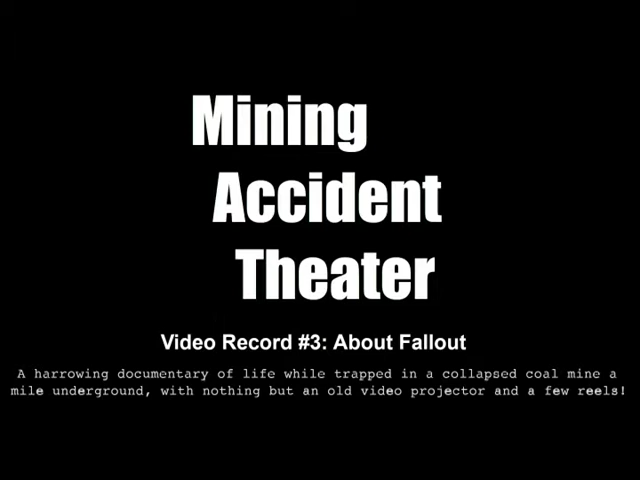 Mining
Accident
Theater
Video Record #3: About Fallout
A harrowing documentary of life while trapped in a collapsed coal mine a
mile underground, with nothing but an old video projector and a few reels!